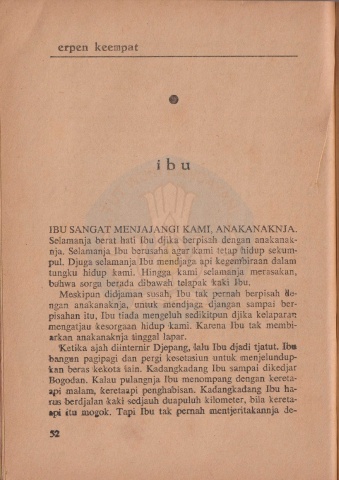 erpen keempat
ibu
IBU SANGAT MENJAJANGI KAMI, ANAKANAKNJA.
Selamanja berat hati Ibu djika berpisah dengan anakanak-
nja. Selamanja Ibu berusaha agar kami tetap hidup sekum-
pul. Djuga selamanja Ibu mendjaga api kegembiraan dalam
tungku hidup kami. Hingga kami selamanja merasakan,
bahwa sorga berada dibawah telapak kaki Ibu.
Meskipun didjaman susah, Ibu tak pernah berpisah de-
ngan anakanaknja, untuk mendjaga djangan sampai ber-
pisahan itu, Ibu tiada mengeluh sedikitpun djika kelaparan
mengatjau kesorgaan hidup kami. Karena Ibu tak membi-
arkan anakanaknja tinggal lapar.
Ketika ajah diinternir Djepang, lalu Ibu djadi tjatut. Ibu
bangun pagipagi dan pergi kesetusiun untuk menjelundup-
kan beras kekota lain. Kadangkadang Ibu sampai dikedjar
Bogodan. Kalau pulangnja Ibu menompang dengan kereta-
api malam, keretaapi penghabisan. Kadangkadang Ibu ha-
rus berdjalan kaki sedjauh duapuluh kilometer, bila kereta-
api itu mogok. Tapi Ibu tak pernah mentjeritakannja de-
52